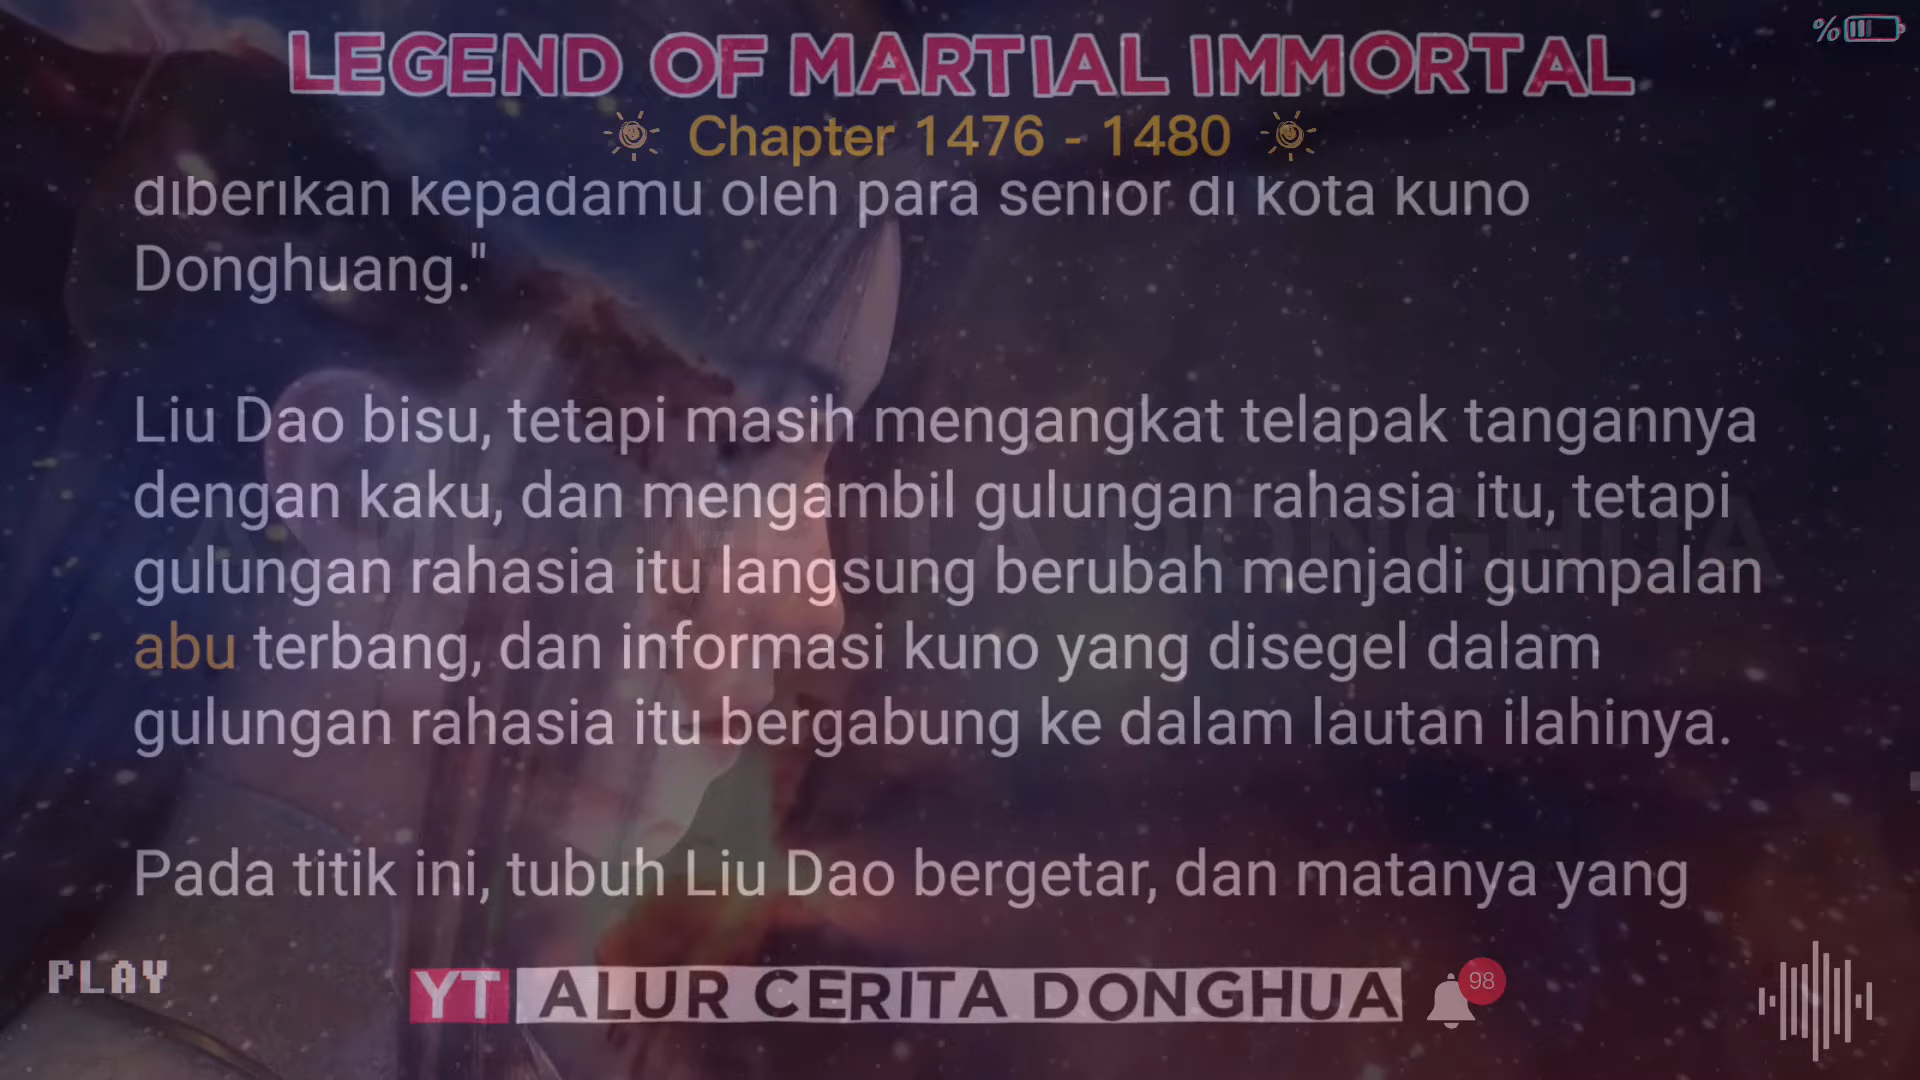 LEGEND OF MARTIAL IMMORTAL
%
Chapter 1476 - 1480
diberikan kepadamu oleh para senior di kota kuno
Donghuang."
Liu Dao bisu, tetapi masih mengangkat telapak tangannya
dengan kaku, dan mengambil gulungan rahasia itu, tetapi
gulungan rahasia itu langsung berubah menjadi gumpalan
abu terbang, dan informasi kuno yang disegel dalam
gulungan rahasia itu bergabung ke dalam lautan ilahinya.
Pada titik ini, tubuh Liu Dao bergetar, dan matanya yang
PLAY
YT ALUR CERITA DONGHUA
98
ALUR CERITA DONGHUA